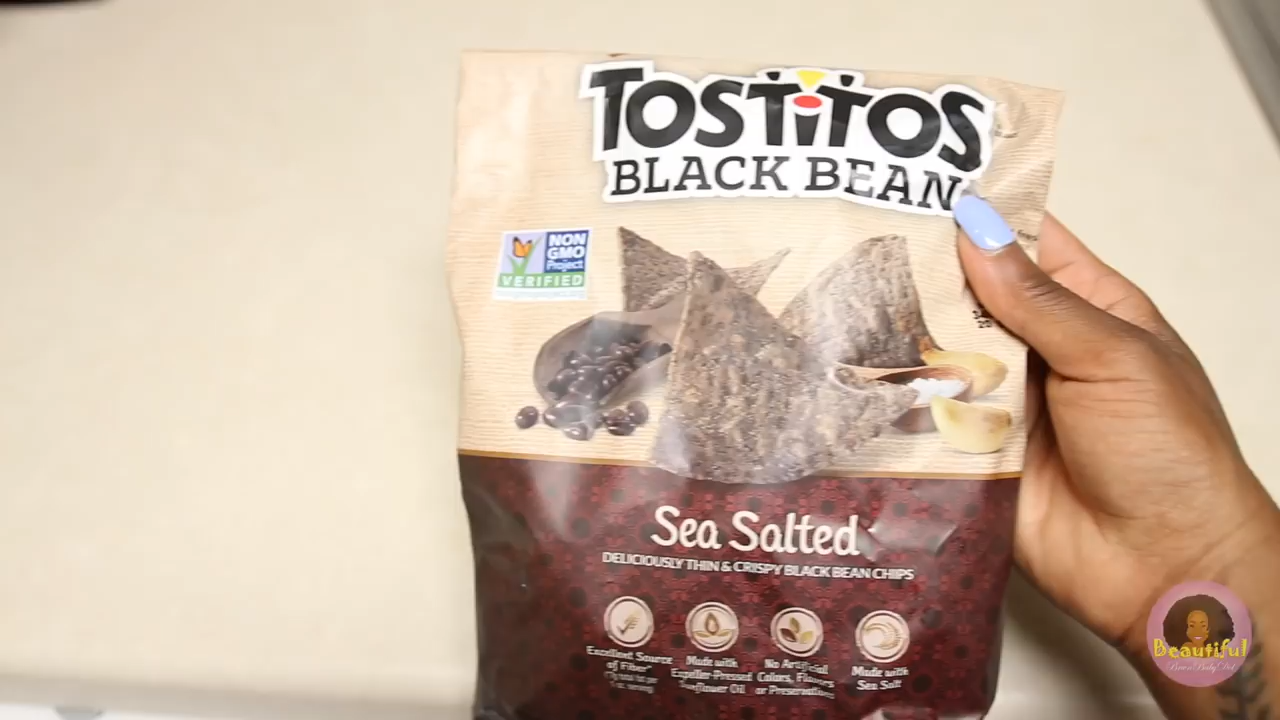 TOSTITOS
BLACK BEAN
NON
GMO
Project
VERIFIED
Sea Salted
DELICIOUSLY THIN & CRISPY BLACK BEAN CHIPS
Excellent Source
of Fiber*
Made with
Expeller-Pressed
Sunflower Oil
No Artificial
Colors, Flavors
or Preservatives
Made with
Sea Salt
Beautiful